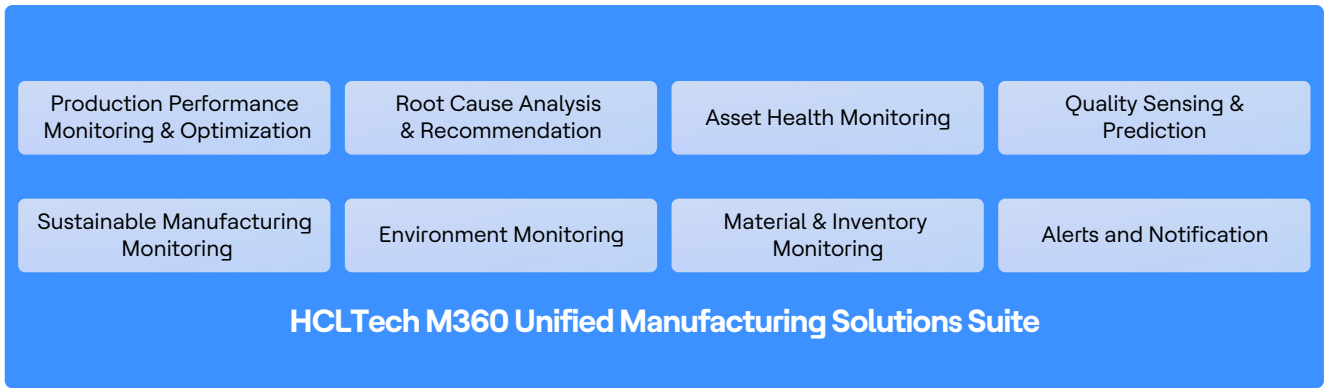 Production Performance
Monitoring & Optimization
Root Cause Analysis
& Recommendation
Asset Health Monitoring
Quality Sensing &
Prediction
Sustainable Manufacturing
Monitoring
Environment Monitoring
Material & Inventory
Monitoring
Alerts and Notification
HCLTech M360 Unified Manufacturing Solutions Suite